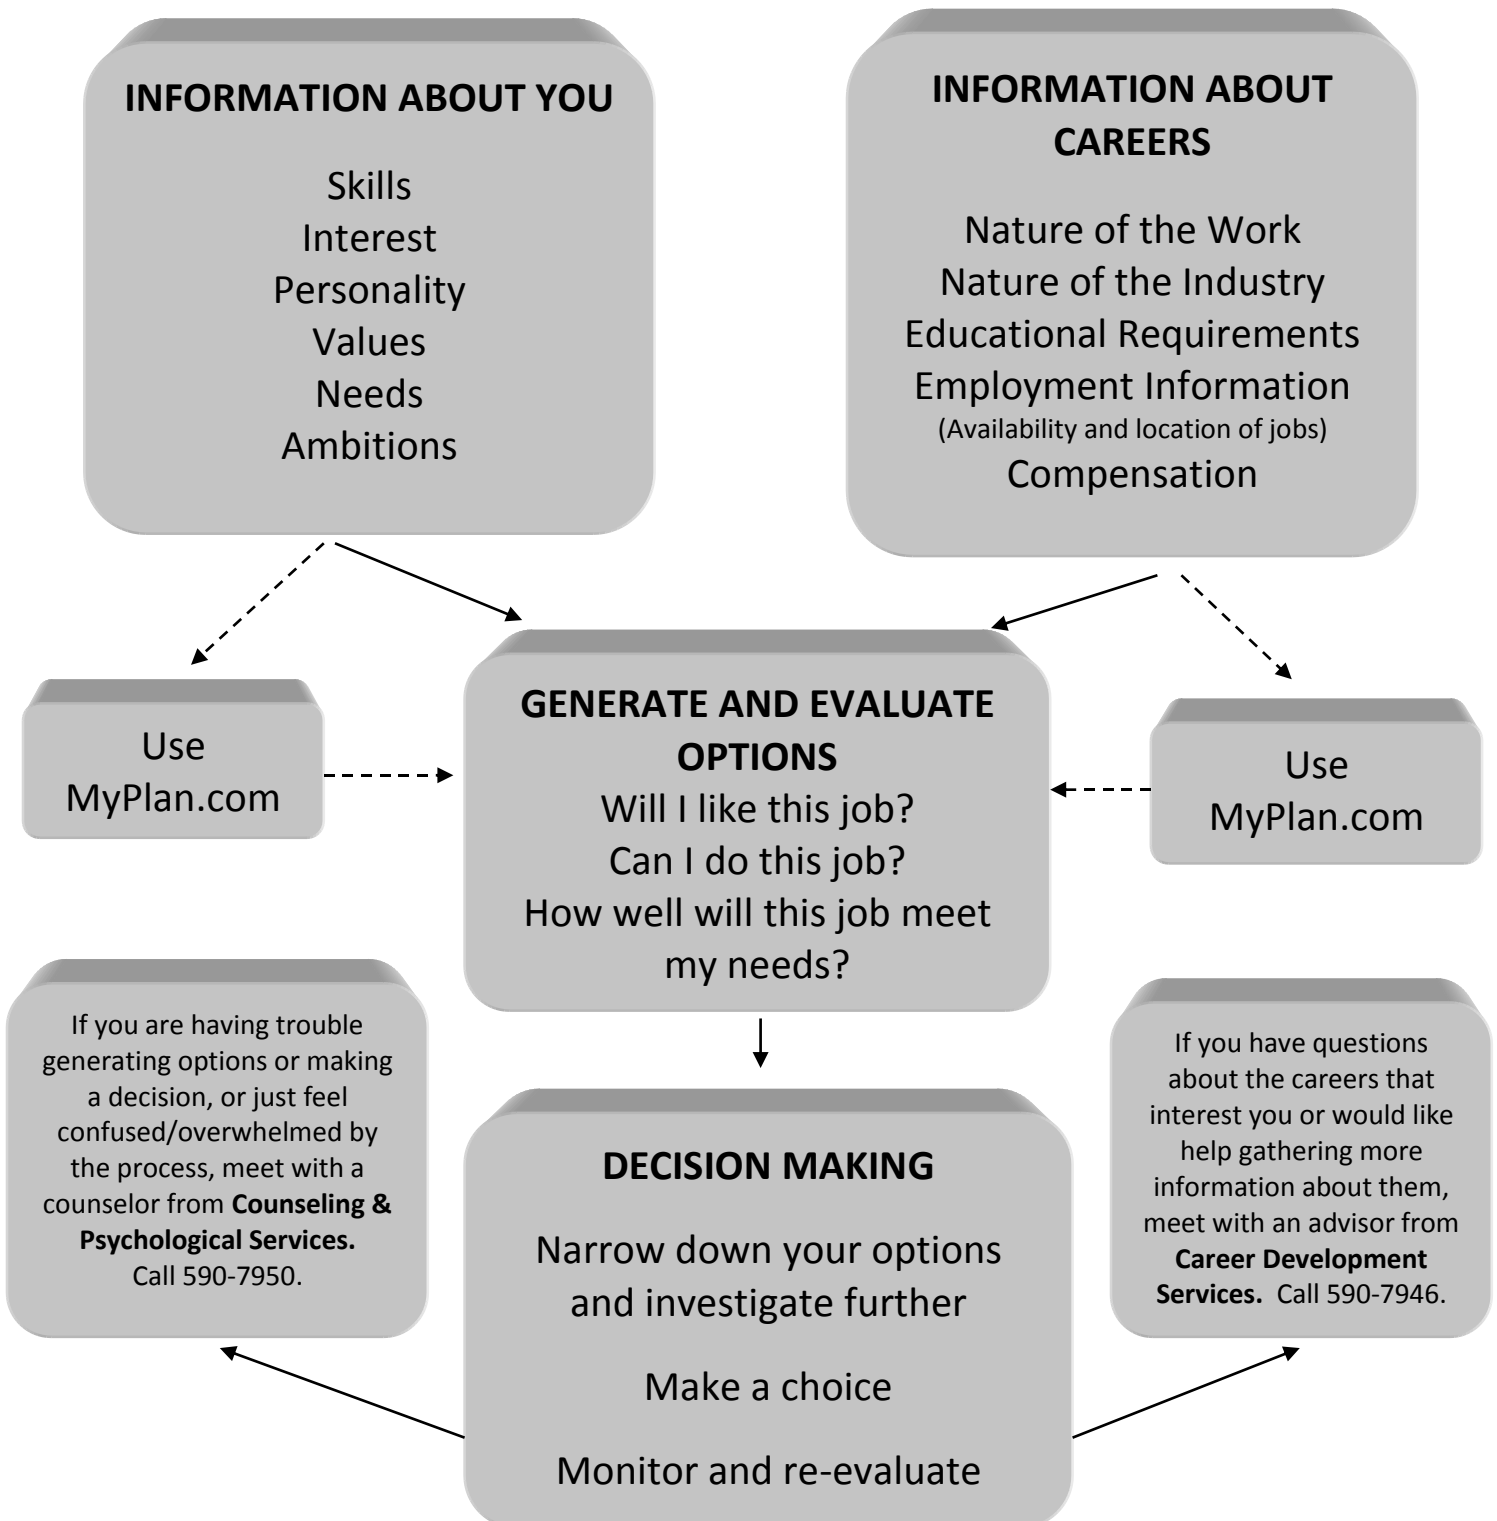 INFORMATION ABOUT YOU
Skills
Interest
Personality
Values
Needs
Ambitions
INFORMATION ABOUT
CAREERS
Nature of the Work
Nature of the Industry
Educational Requirements
Employment Information
(Availability and location of jobs)
Compensation
Use
MyPlan.com
GENERATE AND EVALUATE
OPTIONS
Will I like this job?
Can I do this job?
How well will this job meet
my needs?
Use
MyPlan.com
If you are having trouble
generating options or making
a decision, or just feel
confused/overwhelmed by
the process, meet with a
counselor from Counseling &
Psychological Services.
Call 590-7950.
DECISION MAKING
Narrow down your options
and investigate further
Make a choice
Monitor and re-evaluate
If you have questions
about the careers that
interest you or would like
help gathering more
information about them,
meet with an advisor from
Career Development
Services.  Call 590-7946.